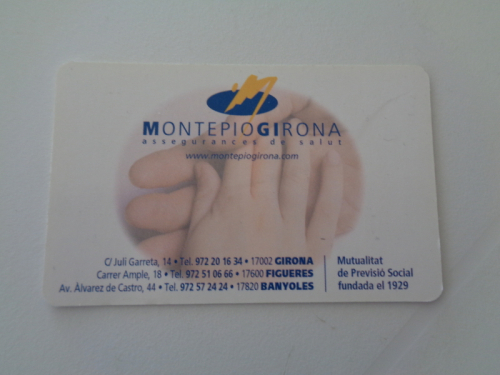 MONTEPIOGIRONA
assegurances de salut
www.montepiogirona.com
C/ Juli Garreta, 14 • Tel. 972 20 16 34 • 17002 GIRONA
Carrer Ample, 18 • Tel. 972 51 06 66 • 17600 FIGUERES
Av. Àlvarez de Castro, 44 • Tel. 972 57 24 24 • 17820 BANYOLES
Mutualitat
de Previsió Social
fundada el 1929